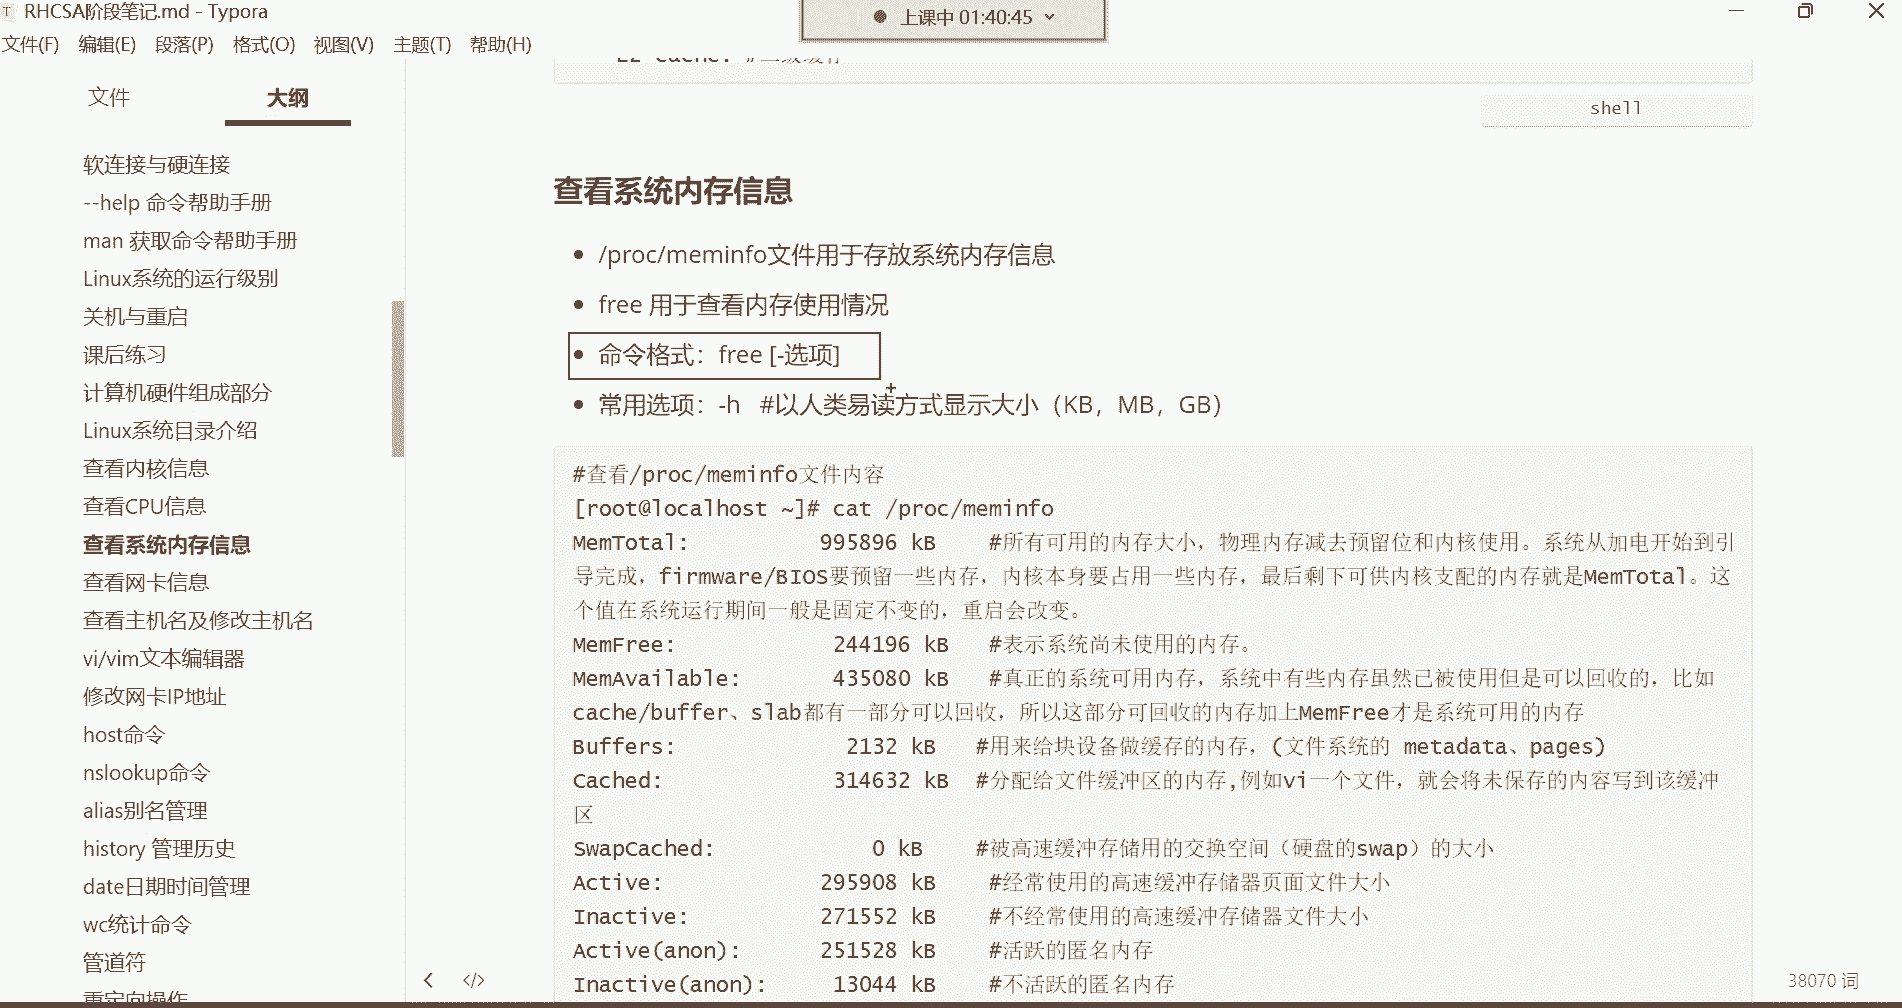 RHCSA阶段笔记.md - Typora
上课中 01:40:45
文件(F) 编辑(E) 段落(P) 格式(O) 视图(V) 主题(T) 帮助(H)
文件 大纲
软连接与硬连接
--help 命令帮助手册
man 获取命令帮助手册
Linux系统的运行级别
关机与重启
课后练习
计算机硬件组成部分
Linux系统目录介绍
查看内核信息
查看CPU信息
查看系统内存信息
查看网卡信息
查看主机名及修改主机名
vi/vim文本编辑器
修改网卡IP地址
host命令
nslookup命令
alias别名管理
history 管理历史
date日期时间管理
wc统计命令
管道符
重定向操作
L2 cache: #二级缓存
shell
查看系统内存信息
/proc/meminfo文件用于存放系统内存信息
free 用于查看内存使用情况
命令格式：free [-选项]
常用选项：-h #以人类易读方式显示大小（KB，MB，GB）
#查看/proc/meminfo文件内容
[root@localhost ~]# cat /proc/meminfo
MemTotal: 995896 kB #所有可用的内存大小，物理内存减去预留位和内核使用。系统从加电开始到引
导完成，firmware/BIOS要预留一些内存，内核本身要占用一些内存，最后剩下可供内核支配的内存就是MemTotal。这
个值在系统运行期间一般是固定不变的，重启会改变。
MemFree: 244196 kB #表示系统尚未使用的内存。
MemAvailable: 435080 kB #真正的系统可用内存，系统中有些内存虽然已被使用但是可以回收的，比如
cache/buffer、slab都有一部分可以回收，所以这部分可回收的内存加上MemFree才是系统可用的内存
Buffers: 2132 kB #用来给块设备做缓存的内存，(文件系统的 metadata、pages)
Cached: 314632 kB #分配给文件缓冲区的内存,例如vi一个文件，就会将未保存的内容写到该缓冲
区
SwapCached: 0 kB #被高速缓冲存储用的交换空间（硬盘的swap）的大小
Active: 295908 kB #经常使用的高速缓冲存储器页面文件大小
Inactive: 271552 kB #不经常使用的高速缓冲存储器文件大小
Active(anon): 251528 kB #活跃的匿名内存
Inactive(anon): 13044 kB #不活跃的匿名内存
38070 词